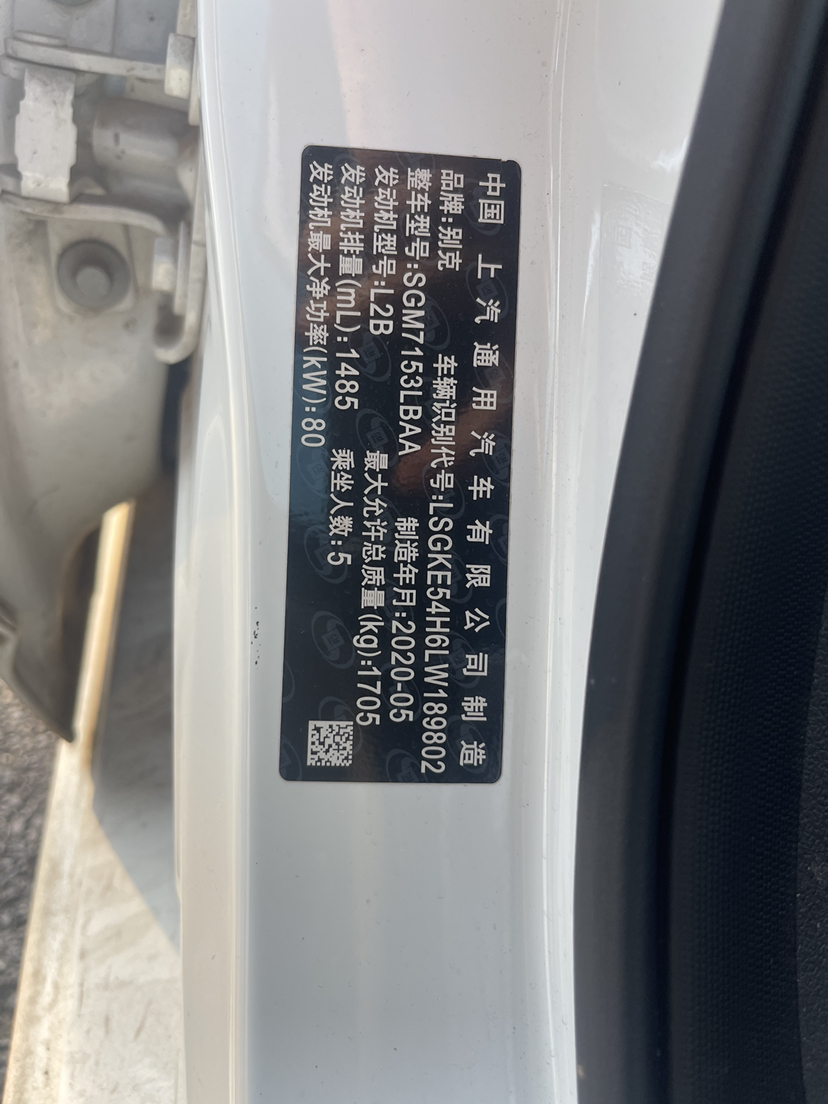 中国 上汽通用汽车有限公司制造
品牌:别克 车辆识别代号:LSGKE54H6LW189802
整车型号:SGM7153LBAA 制造年月:2020-05
发动机型号:L2B 最大允许总质量(kg):1705
发动机排量(mL):1485 乘坐人数:5
发动机最大净功率(kW):80